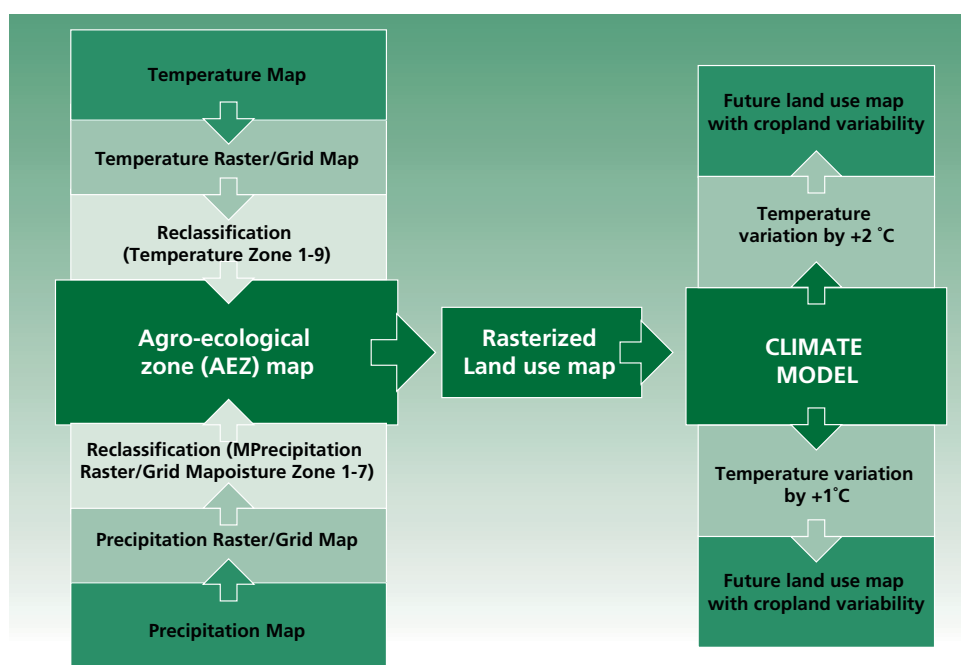 Temperature Map
Temperature Raster/Grid Map
Reclassification
(Temperature Zone 1-9)
Agro-ecological
zone (AEZ) map
Reclassification (MPrecipitation
Raster/Grid Mapoisture Zone 1-7)
Precipitation Raster/Grid Map
Precipitation Map
Rasterized
Land use map
Future land use map
with cropland variability
Temperature
variation by +2 ˚C
CLIMATE
MODEL
Temperature variation
by +1˚C
Future land use map
with cropland variability